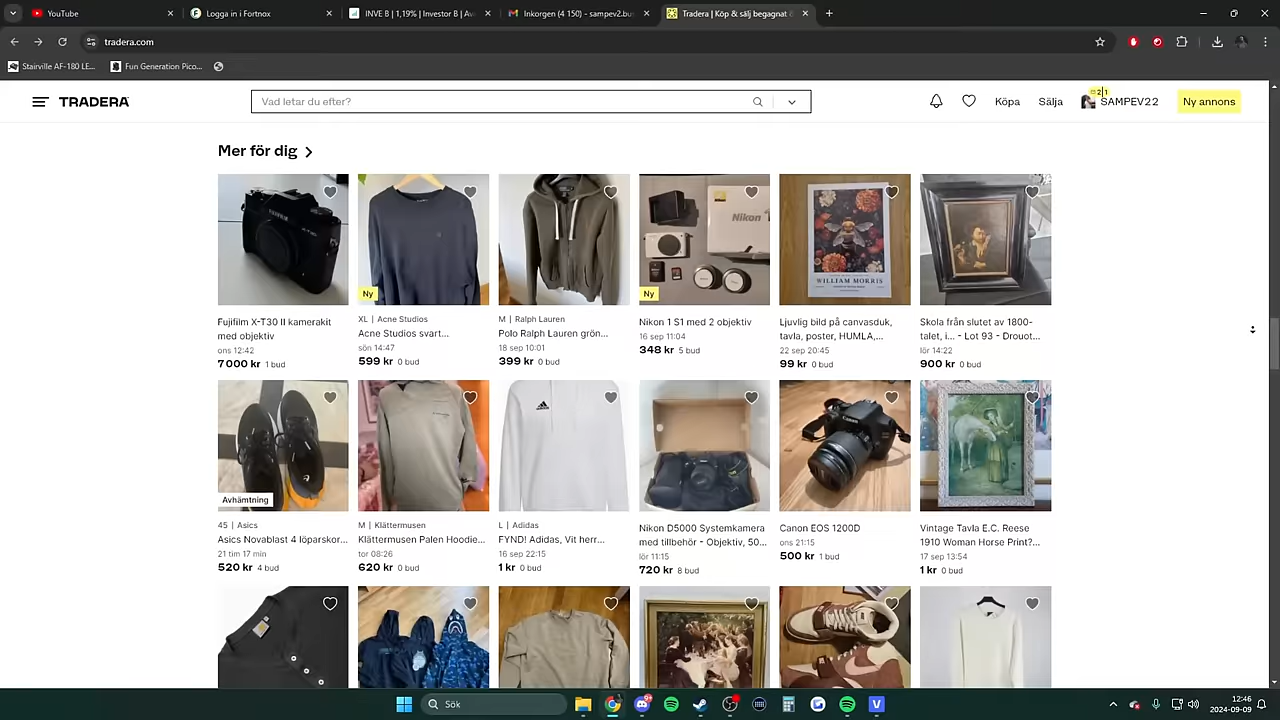 YouTube
Logga in i Fortnox
INVE B | 1,19% | Investor B | Av
Inkorgen (4 150) - sampev2.bus
Tradera | Köp & sälj begagnat o
tradera.com
Stairville AF-180 LE...
Fun Generation Pico...
TRADERA
Vad letar du efter?
Köpa
Sälja
2|1
SAMPEV22
Ny annons
Mer för dig
Nikon
WILLIAM MORRIS
Ny
Ny
Fujifilm X-T30 II kamerakit
med objektiv
ons 12:42
7 000 kr 1 bud
XL | Acne Studios
Acne Studios svart...
sön 14:47
599 kr 0 bud
M | Ralph Lauren
Polo Ralph Lauren grön...
18 sep 10:01
399 kr 0 bud
Nikon 1 S1 med 2 objektiv
16 sep 11:04
348 kr 5 bud
Ljuvlig bild på canvasduk,
tavla, poster, HUMLA,...
22 sep 20:45
99 kr 0 bud
Skola från slutet av 1800-
talet, i... - Lot 93 - Drouot...
lör 14:22
900 kr 0 bud
Avhämtning
45 | Asics
Asics Novablast 4 löparskor...
21 tim 17 min
520 kr 4 bud
M | Klättermusen
Klättermusen Palen Hoodie...
tor 08:26
620 kr 0 bud
L | Adidas
FYND! Adidas, Vit herr...
16 sep 22:15
1 kr 0 bud
Nikon D5000 Systemkamera
med tillbehör - Objektiv, 50...
lör 11:15
720 kr 8 bud
Canon EOS 1200D
ons 21:15
500 kr 1 bud
Vintage Tavla E.C. Reese
1910 Woman Horse Print?...
17 sep 13:54
1 kr 0 bud
Sök
12:46
2024-09-09